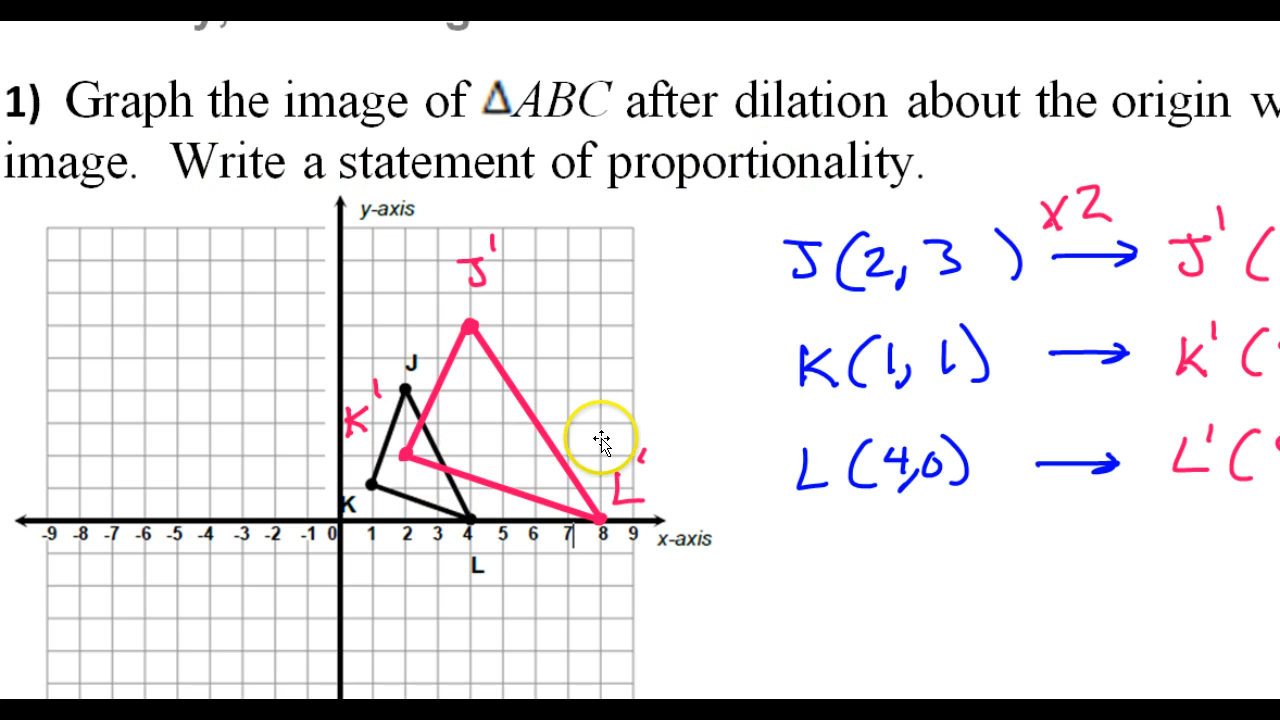 1) Graph the image of ΔABC after dilation about the origin w
image. Write a statement of proportionality.
y-axis
J'
J
K'
K
L'
-9 -8 -7 -6 -5 -4 -3 -2 -1 0 1 2 3 4 5 6 7 8 9 x-axis
L
x2
J(2, 3) → J'(
K(1, 1) → K'(
L(4,0) → L'(